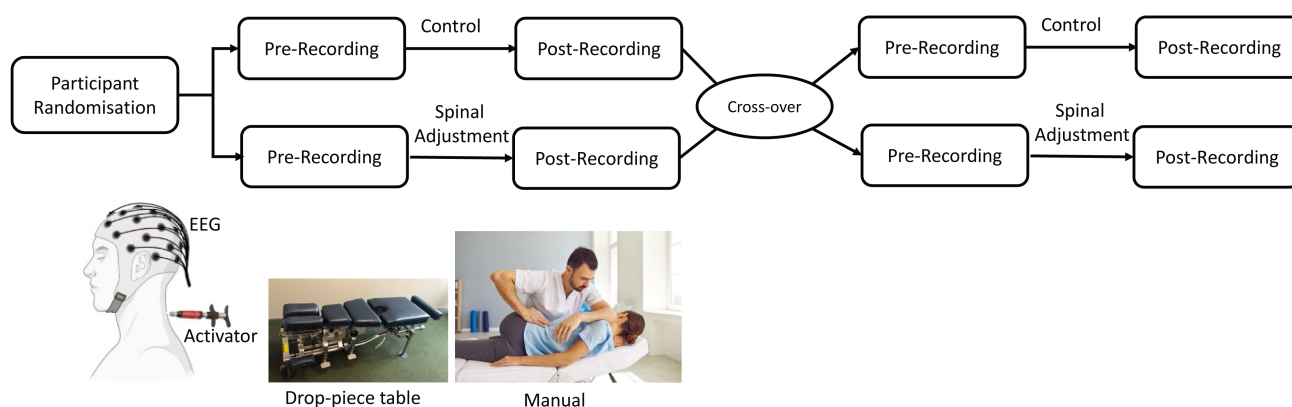 Pre-Recording
Control
Post-Recording
Pre-Recording
Control
Post-Recording
Participant
Randomisation
Cross-over
Pre-Recording
Spinal
Adjustment
Post-Recording
Pre-Recording
Spinal
Adjustment
Post-Recording
EEG
Activator
Drop-piece table
Manual